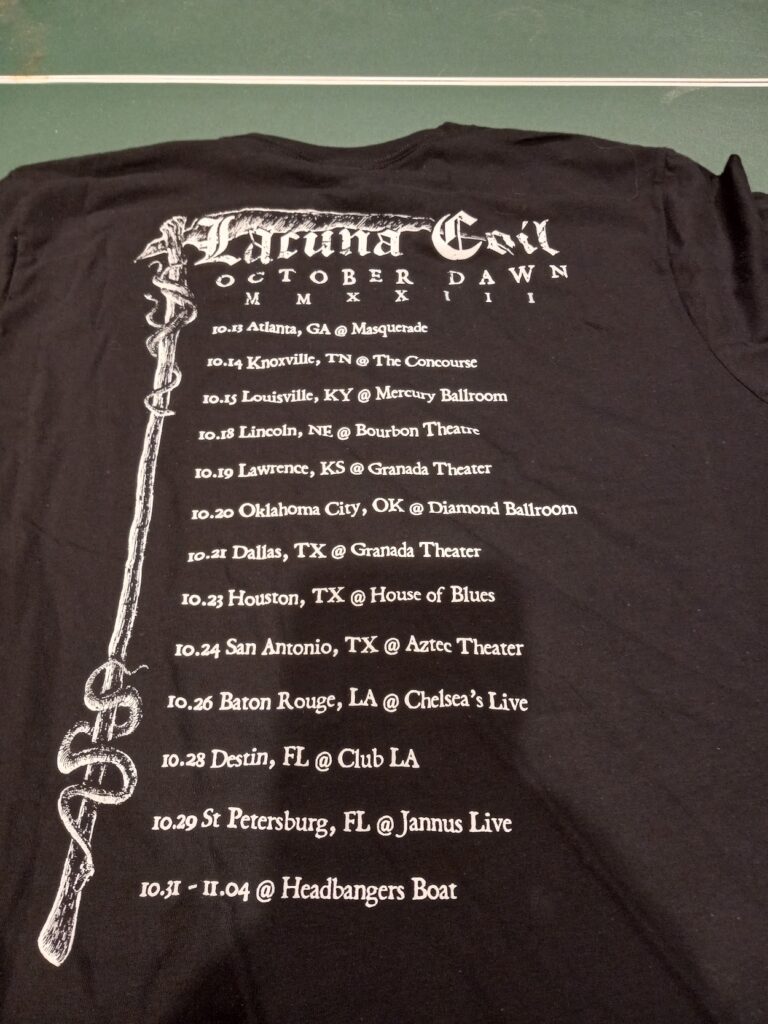 Lacuna Coil
OCTOBER DAWN
MMXXIII
10.13 Atlanta, GA @ Masquerade
10.14 Knoxville, TN @ The Concourse
10.15 Louisville, KY @ Mercury Ballroom
10.18 Lincoln, NE @ Bourbon Theatre
10.19 Lawrence, KS @ Granada Theater
10.20 Oklahoma City, OK @ Diamond Ballroom
10.21 Dallas, TX @ Granada Theater
10.23 Houston, TX @ House of Blues
10.24 San Antonio, TX @ Aztec Theater
10.26 Baton Rouge, LA @ Chelsea's Live
10.28 Destin, FL @ Club LA
10.29 St Petersburg, FL @ Jannus Live
10.31 - 11.04 @ Headbangers Boat